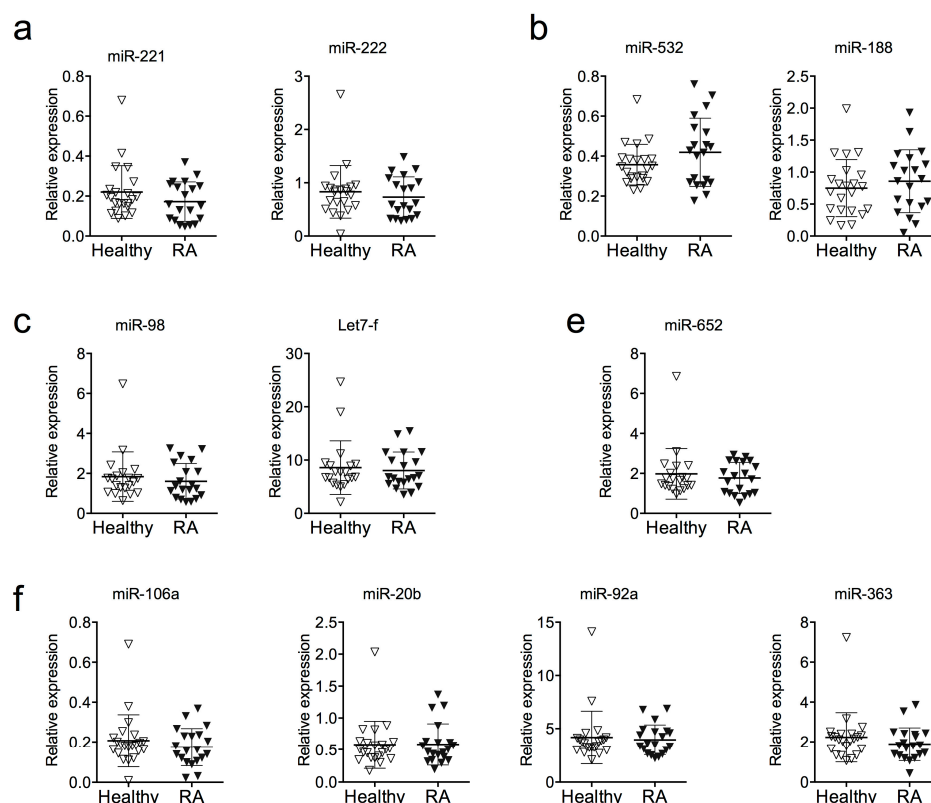 a
b
miR-221
miR-222
miR-532
miR-188
Relative expression
0.8
0.6
0.4
0.2
0.0
Healthy RA
Relative expression
3
2
1
0
Healthy RA
Relative expression
0.8
0.6
0.4
0.2
0.0
Healthy RA
Relative expression
2.5
2.0
1.5
1.0
0.5
0.0
Healthy RA
c
e
miR-98
Let7-f
miR-652
Relative expression
8
6
4
2
0
Healthy RA
Relative expression
30
20
10
0
Healthy RA
Relative expression
8
6
4
2
0
Healthy RA
f
miR-106a
miR-20b
miR-92a
miR-363
Relative expression
0.8
0.6
0.4
0.2
0.0
Healthy RA
Relative expression
2.5
2.0
1.5
1.0
0.5
0.0
Healthy RA
Relative expression
15
10
5
0
Healthy RA
Relative expression
8
6
4
2
0
Healthy RA